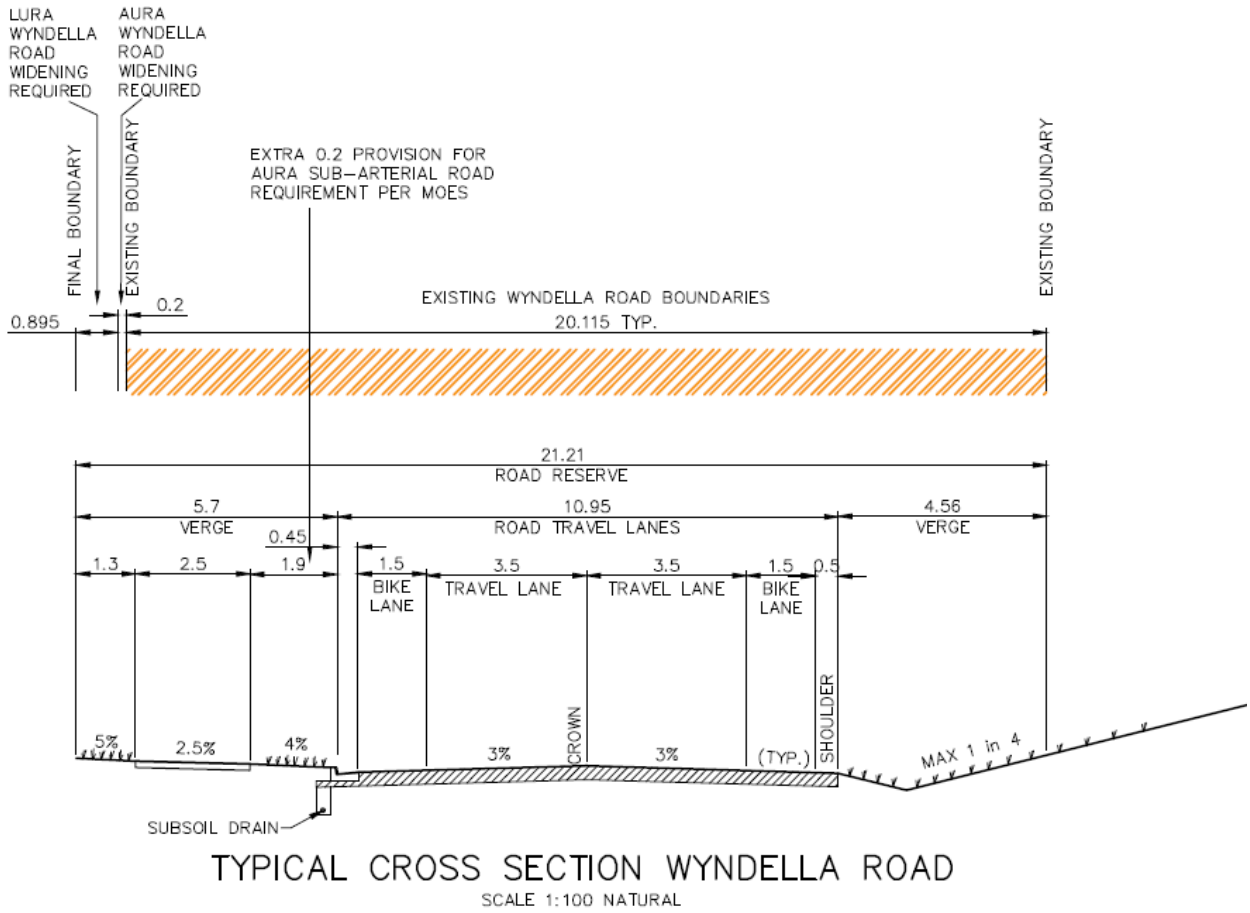 LURA
WYNDELLA
ROAD
WIDENING
REQUIRED
AURA
WYNDELLA
ROAD
WIDENING
REQUIRED
FINAL BOUNDARY
EXISTING BOUNDARY
EXTRA 0.2 PROVISION FOR
AURA SUB-ARTERIAL ROAD
REQUIREMENT PER MOES
EXISTING BOUNDARY
0.895
0.2
EXISTING WYNDELLA ROAD BOUNDARIES
20.115 TYP.
21.21
ROAD RESERVE
5.7
VERGE
10.95
ROAD TRAVEL LANES
4.56
VERGE
0.45
1.3
2.5
1.9
1.5
BIKE
LANE
3.5
TRAVEL LANE
3.5
TRAVEL LANE
1.5
BIKE
LANE
0.5
5%
2.5%
4%
3%
CROWN
3%
(TYP.)
SHOULDER
MAX 1 in 4
SUBSOIL DRAIN
TYPICAL CROSS SECTION WYNDELLA ROAD
SCALE 1:100 NATURAL